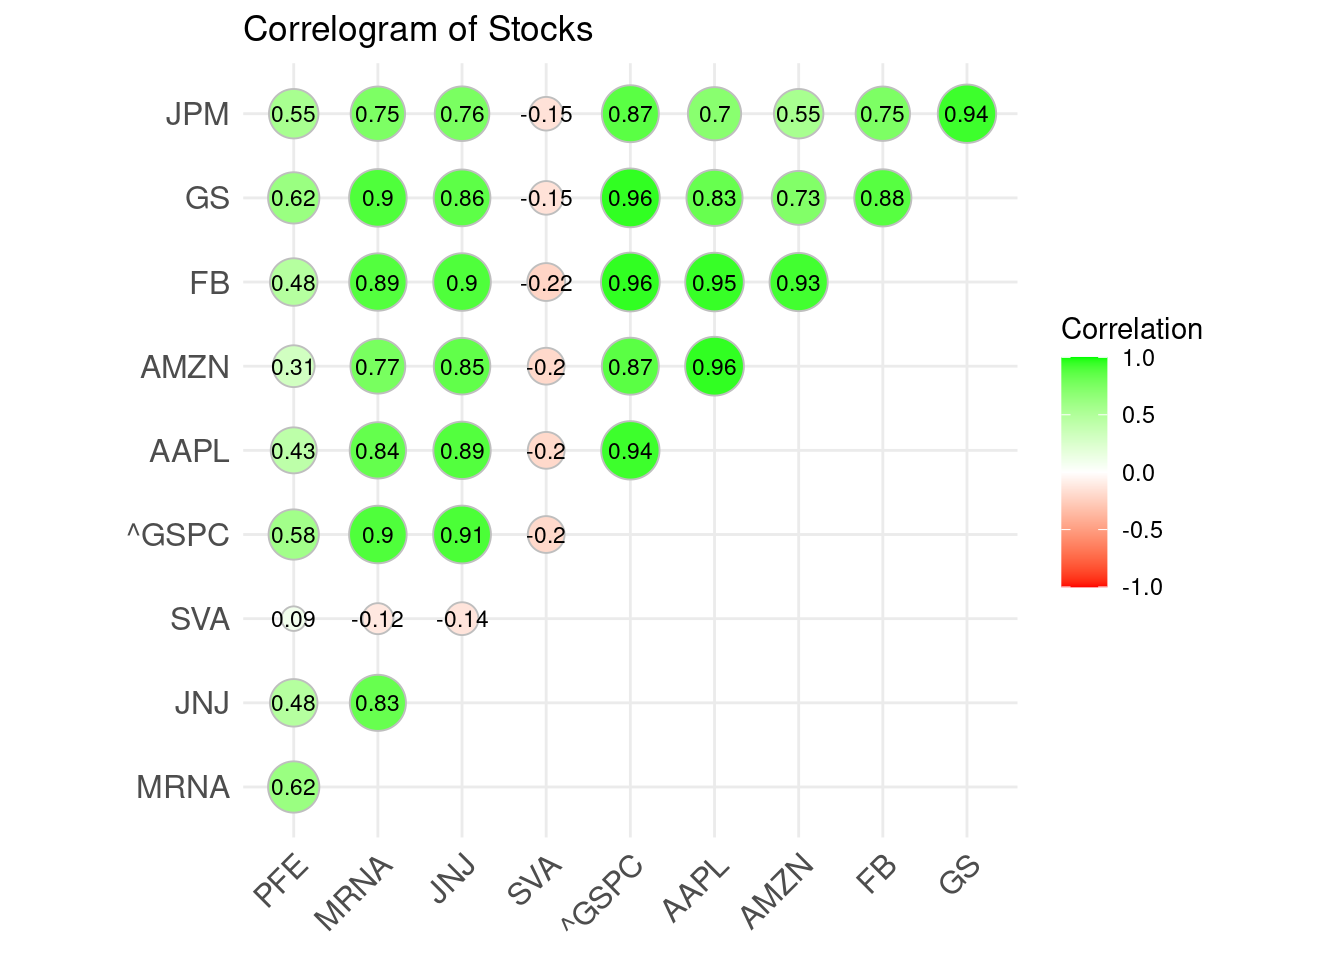 Correlogram of Stocks
JPM 0.55 0.75 0.76 -0.15 0.87 0.7 0.55 0.75 0.94
GS 0.62 0.9 0.86 -0.15 0.96 0.83 0.73 0.88
FB 0.48 0.89 0.9 -0.22 0.96 0.95 0.93
AMZN 0.31 0.77 0.85 -0.2 0.87 0.96
AAPL 0.43 0.84 0.89 -0.2 0.94
^GSPC 0.58 0.9 0.91 -0.2
SVA 0.09 -0.12 -0.14
JNJ 0.48 0.83
MRNA 0.62
PFE MRNA JNJ SVA ^GSPC AAPL AMZN FB GS
Correlation
1.0
0.5
0.0
-0.5
-1.0